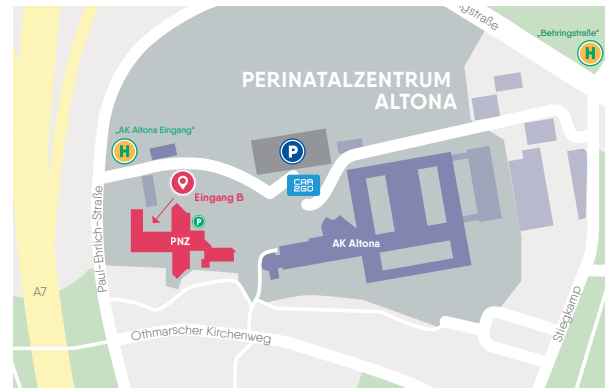 gstraße
„Behringstraße“
H
PERINATALZENTRUM
ALTONA
„AK Altona Eingang“
H
P
CAR
2GO
Eingang B
P
PNZ
AK Altona
Paul-Ehrlich-Straße
A7
Othmarscher Kirchenweg
Stiegkamp